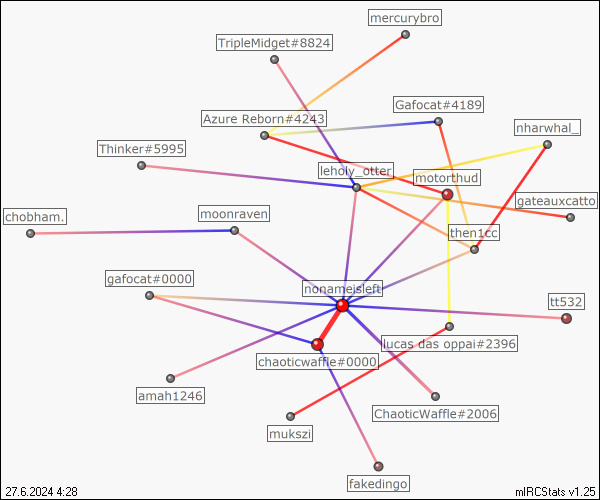 mercurybro
TripleMidget#8824
Gafocat#4189
Azure Reborn#4243
nharwhal_
Thinker#5995
leholy_otter
motorthud
gateauxcatto
chobham.
moonraven
then1cc
gafocat#0000
nonameisleft
tt532
lucas das oppai#2396
chaoticwaffle#0000
amah1246
ChaoticWaffle#2006
mukszi
fakedingo
27.6.2024 4:28
mIRCStats v1.25